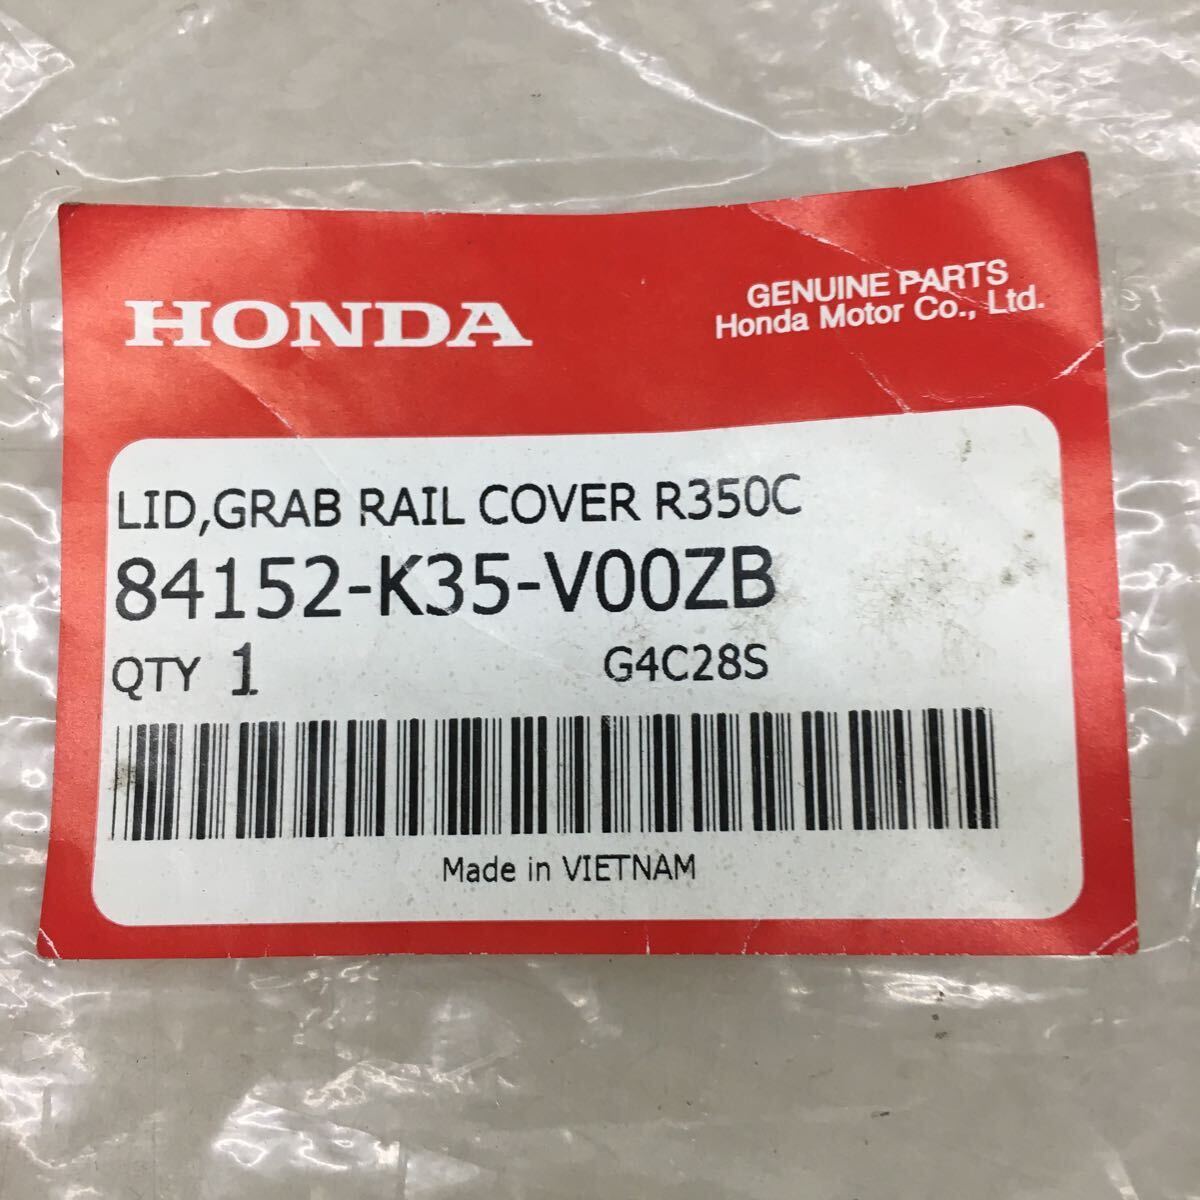 HONDA
GENUINE PARTS
Honda Motor Co., Ltd.
LID,GRAB RAIL COVER R350C
84152-K35-V00ZB
QTY 1 G4C28S
Made in VIETNAM